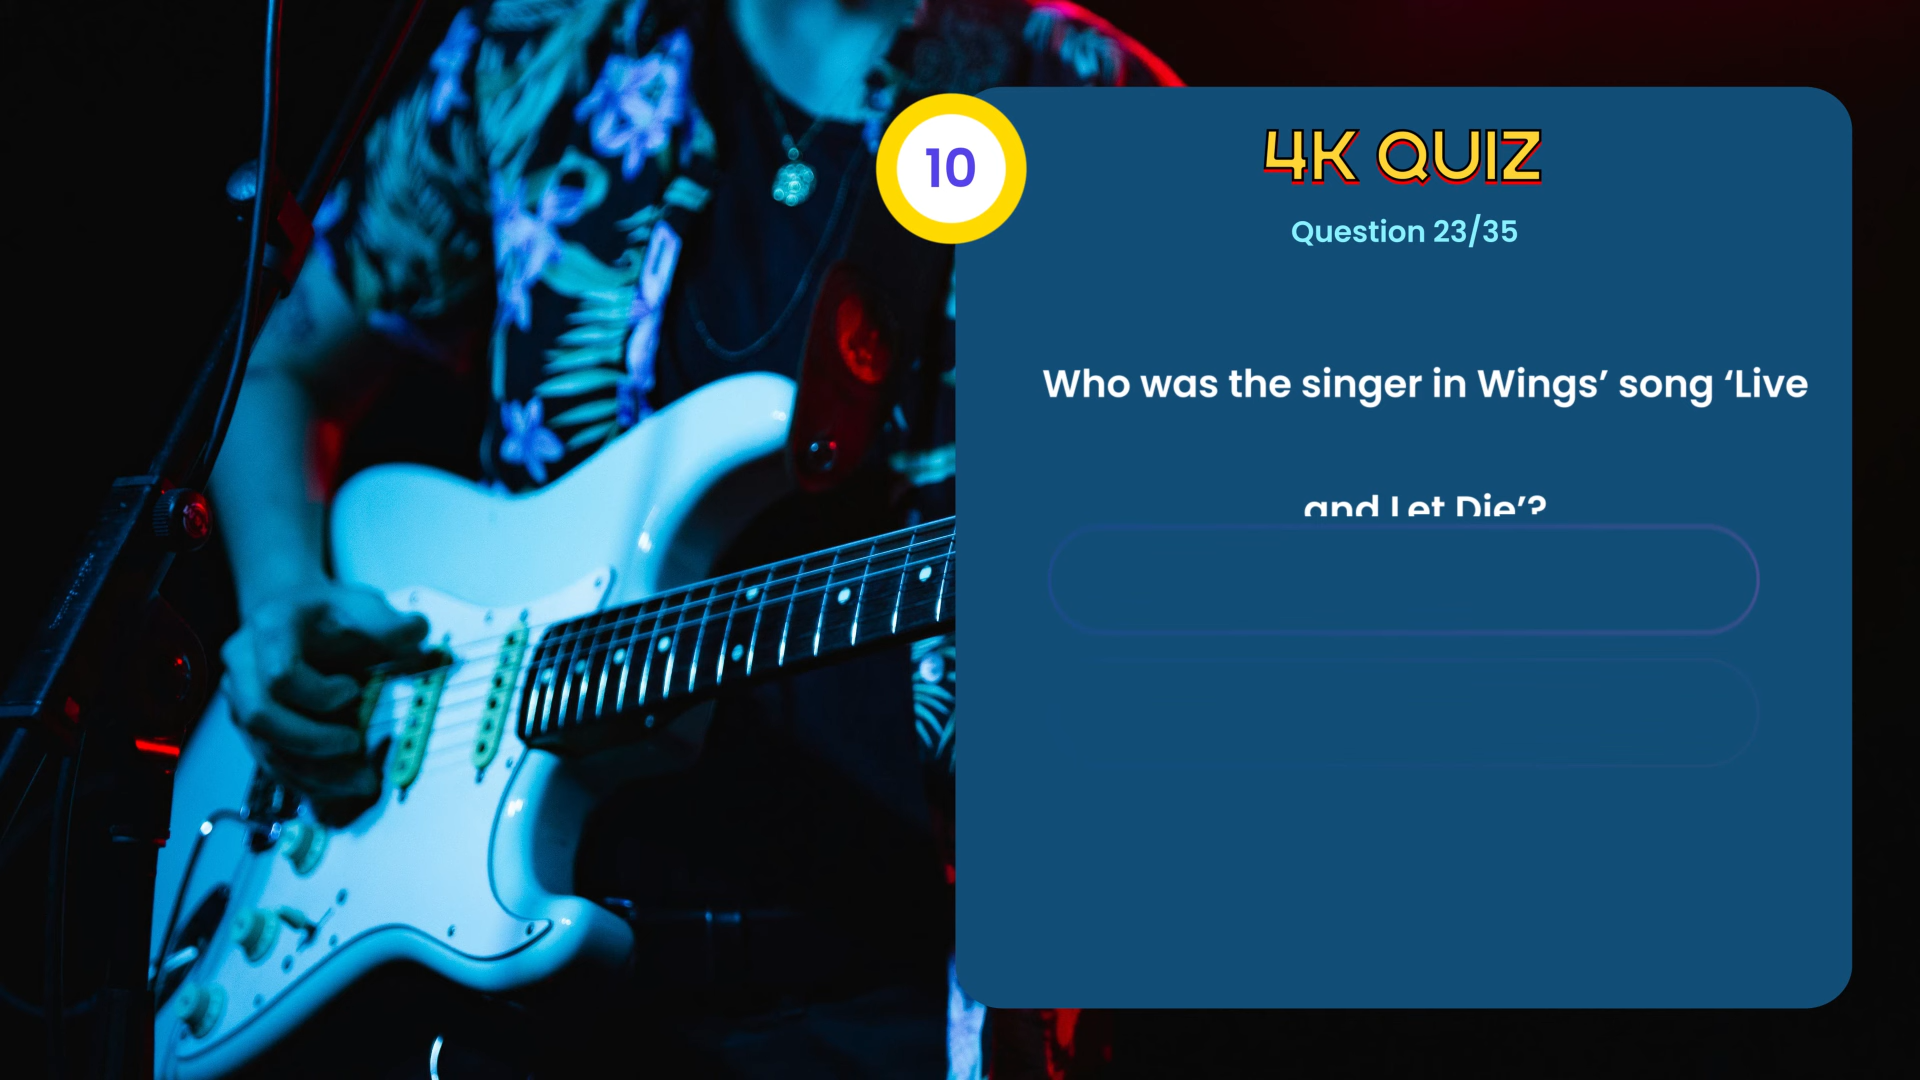 10
4K QUIZ
Question 23/35
Who was the singer in Wings’ song ‘Live
and Let Die’?